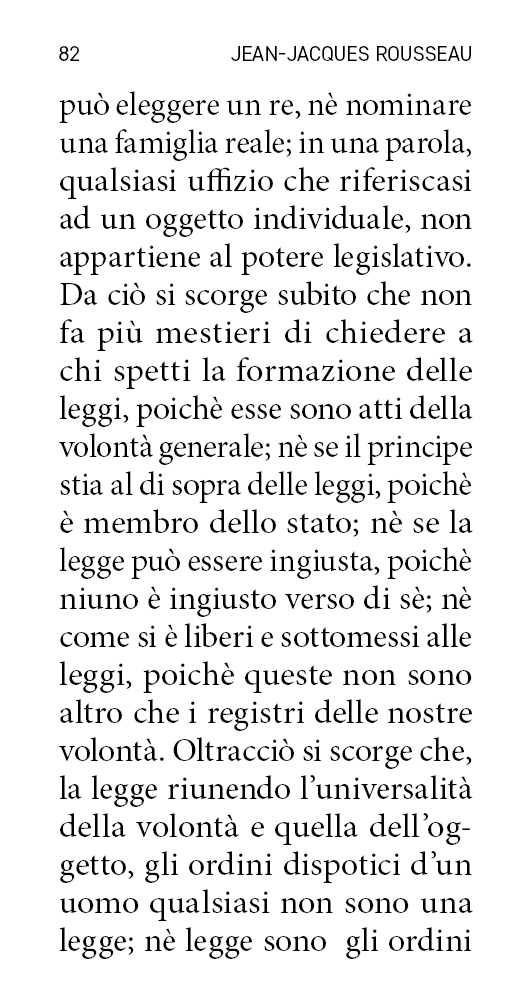 82 JEAN-JACQUES ROUSSEAU
può eleggere un re, nè nominare
una famiglia reale; in una parola,
qualsiasi uffizio che riferiscasi
ad un oggetto individuale, non
appartiene al potere legislativo.
Da ciò si scorge subito che non
fa più mestieri di chiedere a
chi spetti la formazione delle
leggi, poichè esse sono atti della
volontà generale; nè se il principe
stia al di sopra delle leggi, poichè
è membro dello stato; nè se la
legge può essere ingiusta, poichè
niuno è ingiusto verso di sè; nè
come si è liberi e sottomessi alle
leggi, poichè queste non sono
altro che i registri delle nostre
volontà. Oltracciò si scorge che,
la legge riunendo l'universalità
della volontà e quella dell'og-
getto, gli ordini dispotici d'un
uomo qualsiasi non sono una
legge; nè legge sono gli ordini